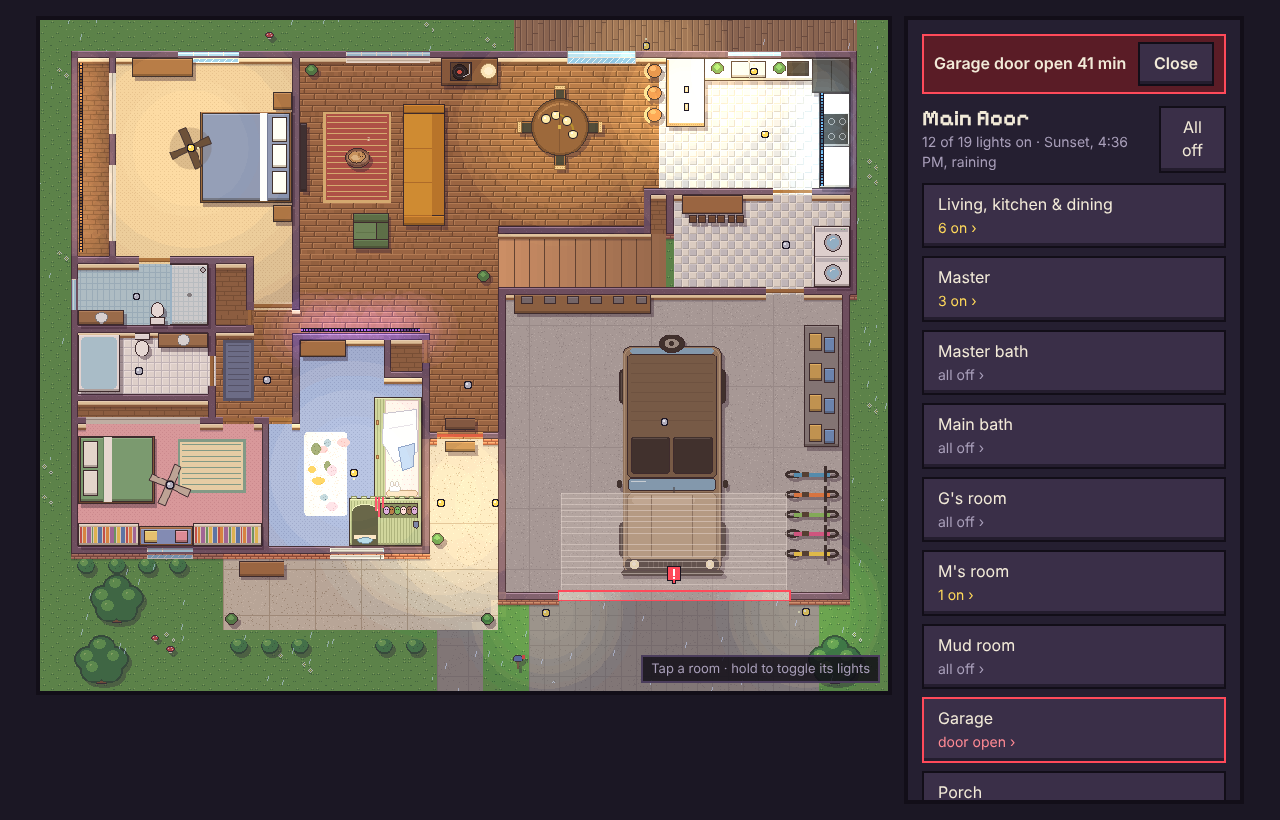 Garage door open 41 min
Close
Main floor
12 of 19 lights on · Sunset, 4:36
PM, raining
All
off
Living, kitchen & dining
6 on ›
Master
3 on ›
Master bath
all off ›
Main bath
all off ›
G's room
all off ›
M's room
1 on ›
Mud room
all off ›
Garage
door open ›
Porch
!
Tap a room · hold to toggle its lights